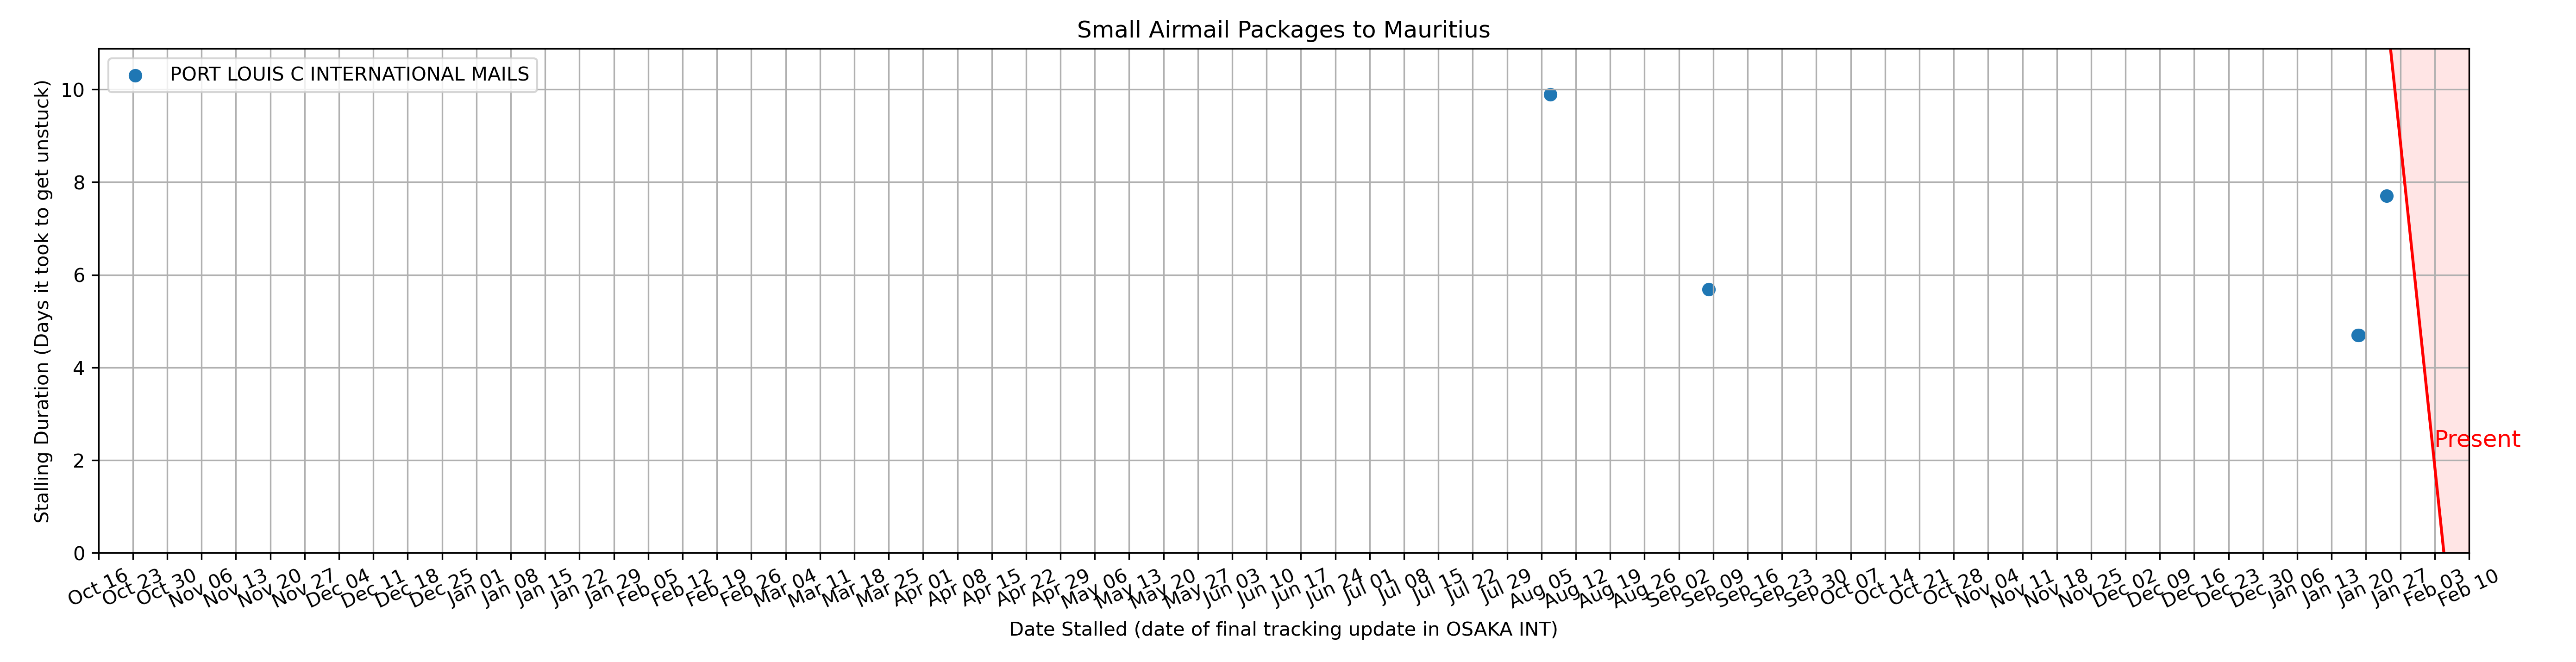 Small Airmail Packages to Mauritius
PORT LOUIS C INTERNATIONAL MAILS
Stalling Duration (Days it took to get unstuck)
10
8
6
4
2
0
Present
Oct 16 Oct 23 Oct 30 Nov 06 Nov 13 Nov 20 Nov 27 Dec 04 Dec 11 Dec 18 Dec 25 Jan 01 Jan 08 Jan 15 Jan 22 Jan 29 Feb 05 Feb 12 Feb 19 Feb 26 Mar 04 Mar 11 Mar 18 Mar 25 Apr 01 Apr 08 Apr 15 Apr 22 Apr 29 May 06 May 13 May 20 May 27 Jun 03 Jun 10 Jun 17 Jun 24 Jul 01 Jul 08 Jul 15 Jul 22 Jul 29 Aug 05 Aug 12 Aug 19 Aug 26 Sep 02 Sep 09 Sep 16 Sep 23 Sep 30 Oct 07 Oct 14 Oct 21 Oct 28 Nov 04 Nov 11 Nov 18 Nov 25 Dec 02 Dec 09 Dec 16 Dec 23 Dec 30 Jan 06 Jan 13 Jan 20 Jan 27 Feb 03 Feb 10
Date Stalled (date of final tracking update in OSAKA INT)